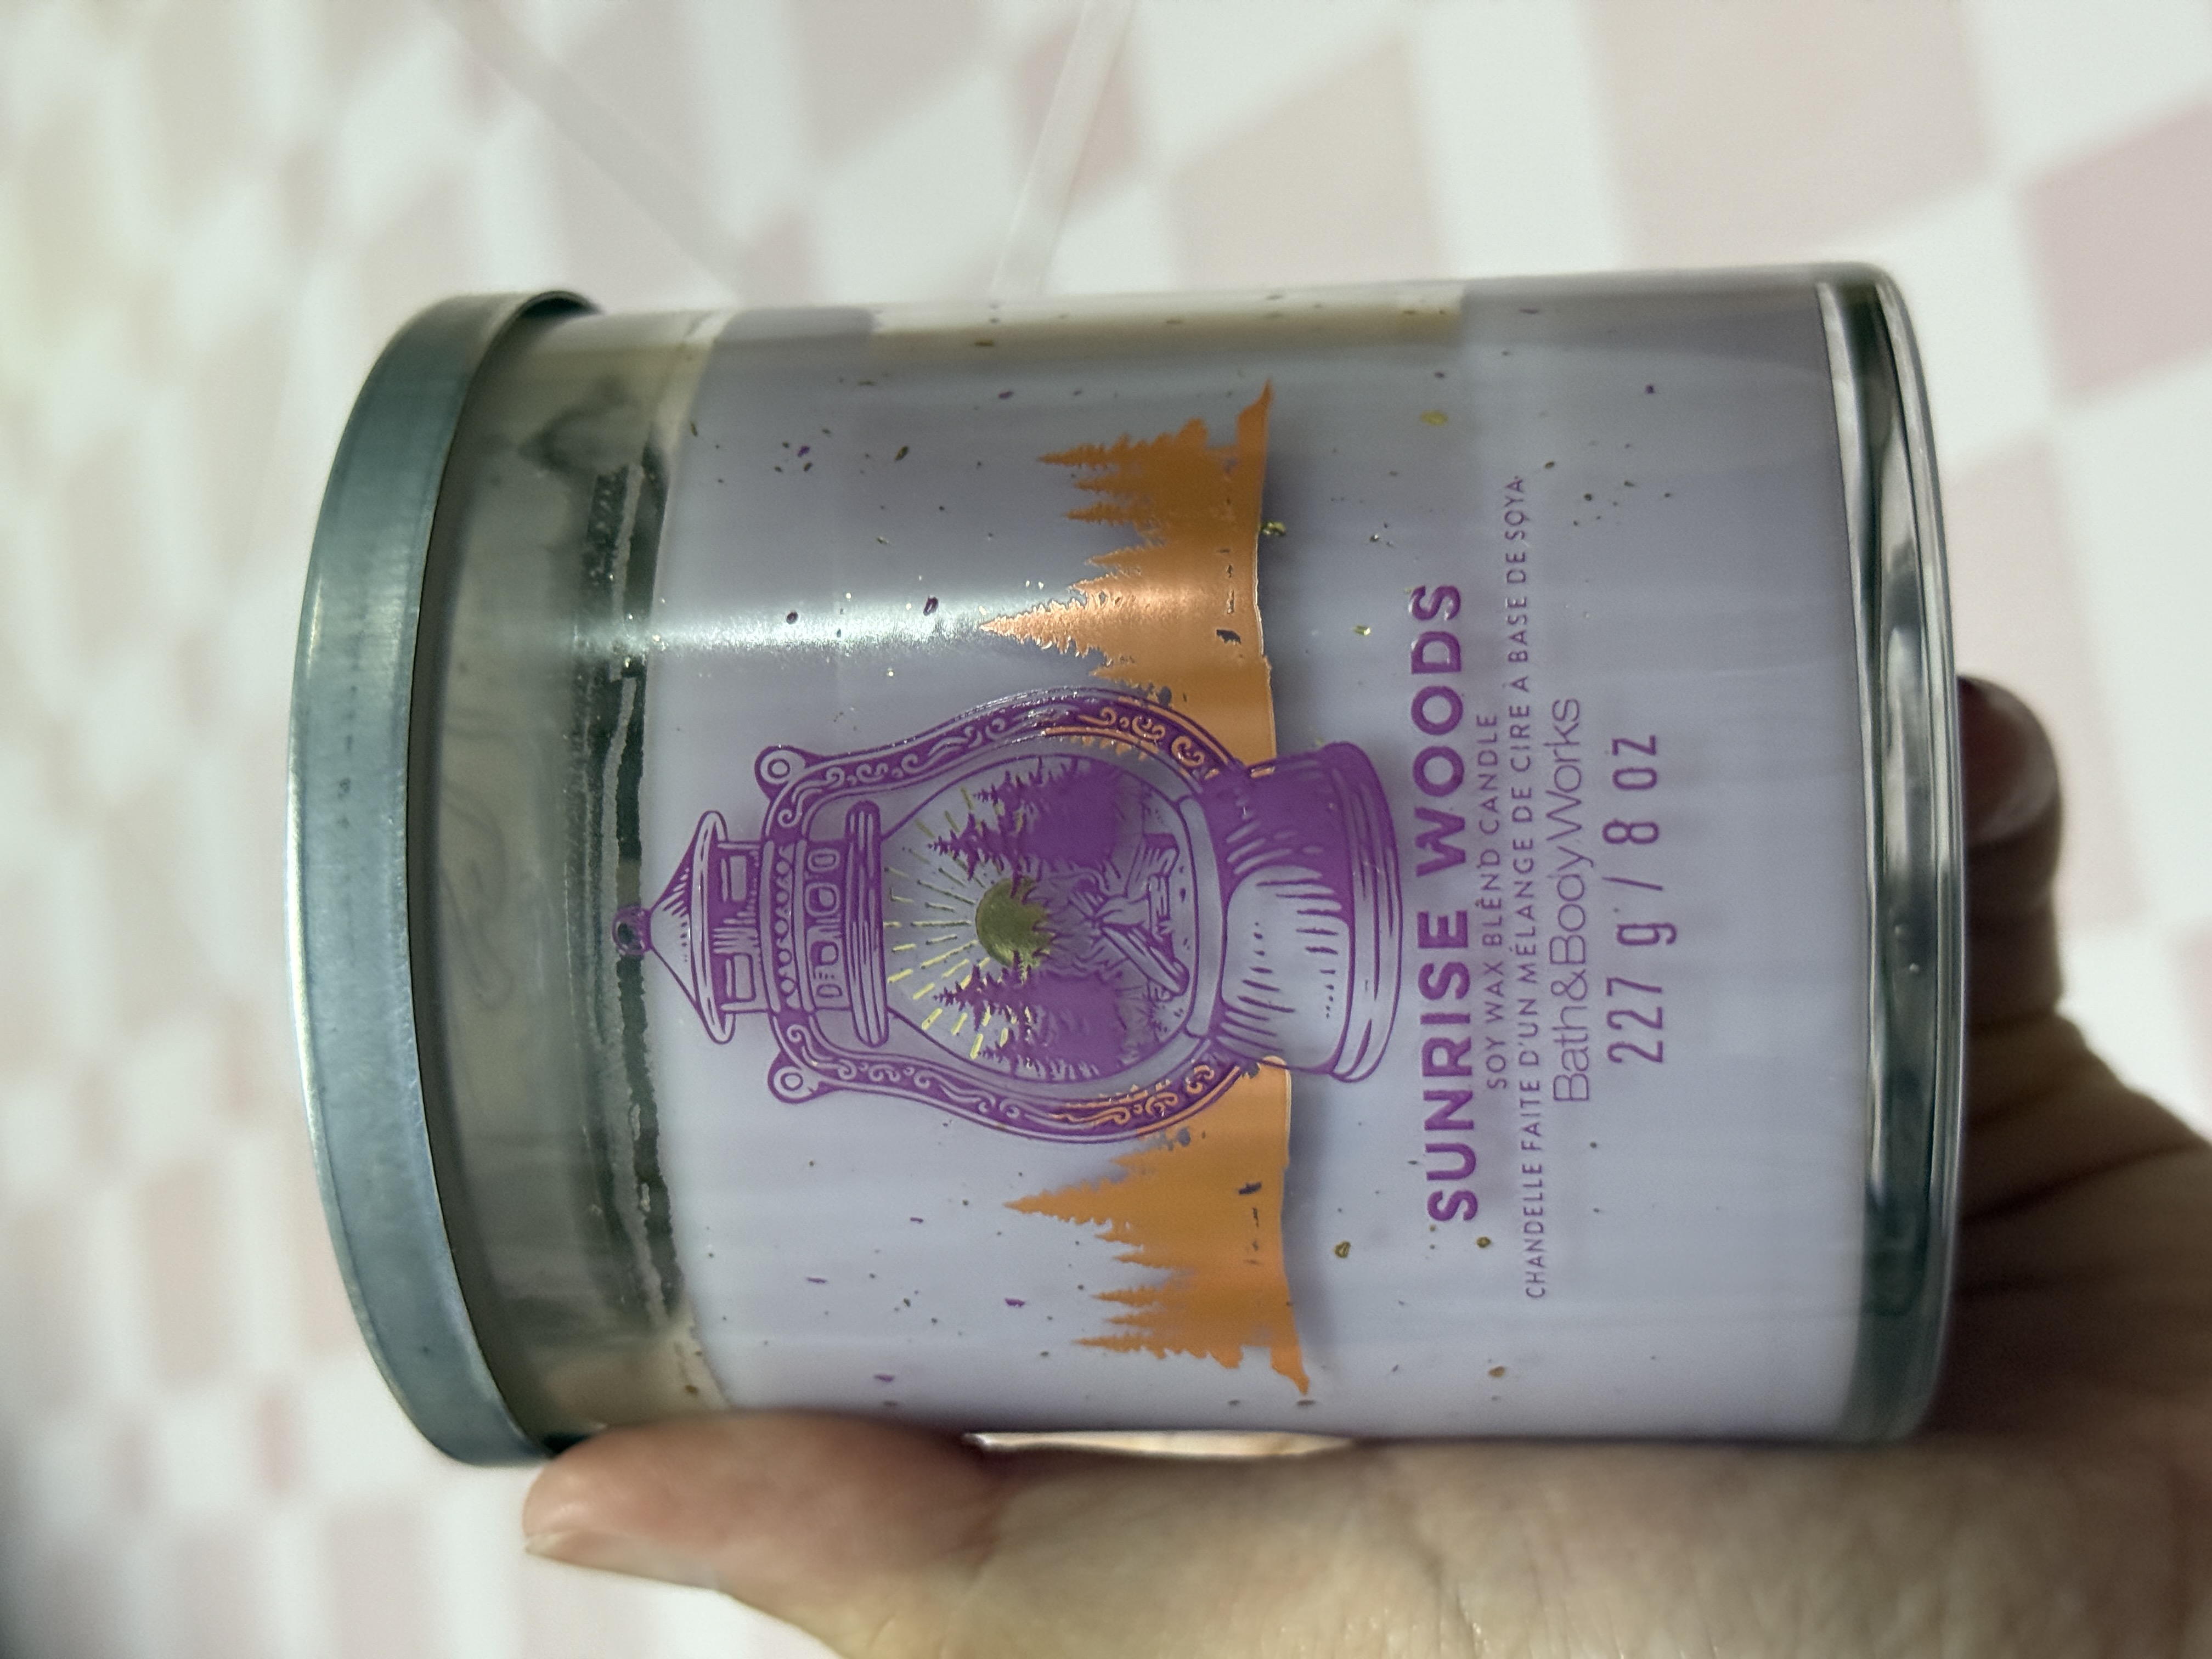 SUNRISE WOODS
SOY WAX BLEND CANDLE
CHANDELLE FAITE D'UN MÉLANGE DE CIRE À BASE DE SOYA
Bath&BodyWorks
227 g / 8 OZ